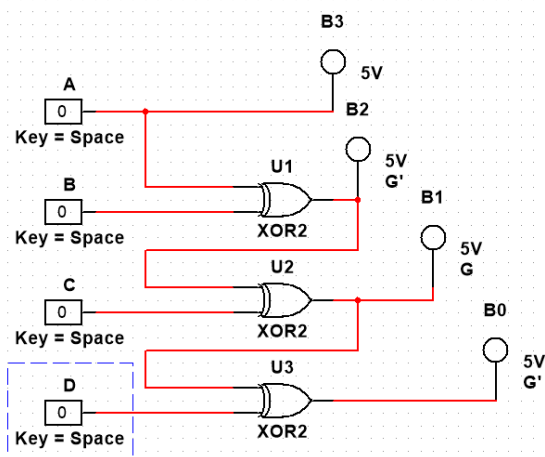 B3
5V
A
0
Key = Space
B2
5V
G'
U1
B
0
Key = Space
XOR2
B1
5V
G
U2
C
0
Key = Space
XOR2
B0
5V
G'
U3
D
0
Key = Space
XOR2